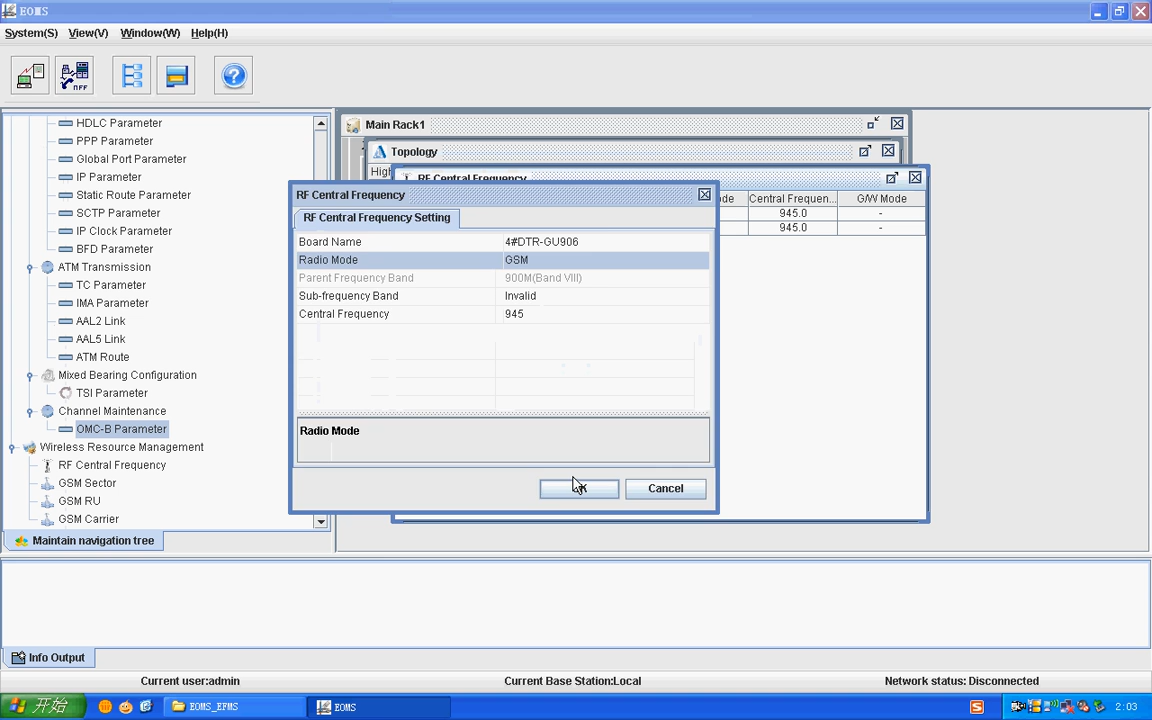 EOMS
System(S) View(V) Window(W) Help(H)
HDLC Parameter
PPP Parameter
Global Port Parameter
IP Parameter
Static Route Parameter
SCTP Parameter
IP Clock Parameter
BFD Parameter
ATM Transmission
TC Parameter
IMA Parameter
AAL2 Link
AAL5 Link
ATM Route
Mixed Bearing Configuration
TSI Parameter
Channel Maintenance
OMC-B Parameter
Wireless Resource Management
RF Central Frequency
GSM Sector
GSM RU
GSM Carrier
Maintain navigation tree
Main Rack1
Topology
RF Central Frequency
Central Frequen... G/W Mode
945.0 -
945.0 -
RF Central Frequency
RF Central Frequency Setting
Board Name 4#DTR-GU906
Radio Mode GSM
Parent Frequency Band 900M(Band VIII)
Sub-frequency Band Invalid
Central Frequency 945
Radio Mode
Cancel
Info Output
Current user:admin Current Base Station:Local Network status: Disconnected
开始 EOMS_EFMS EOMS 2:03